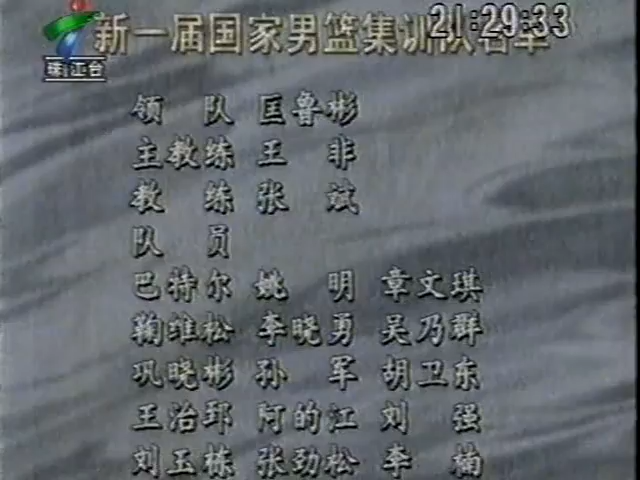 21:29:33
新一届国家男篮集训队名单
珠江台
领 队 匡鲁彬
主教练 王 非
教 练 张 斌
队 员
巴特尔 姚 明 章文琪
鞠维松 李晓勇 吴乃群
巩晓彬 孙 军 胡卫东
王治郅 阿的江 刘 强
刘玉栋 张劲松 李 楠